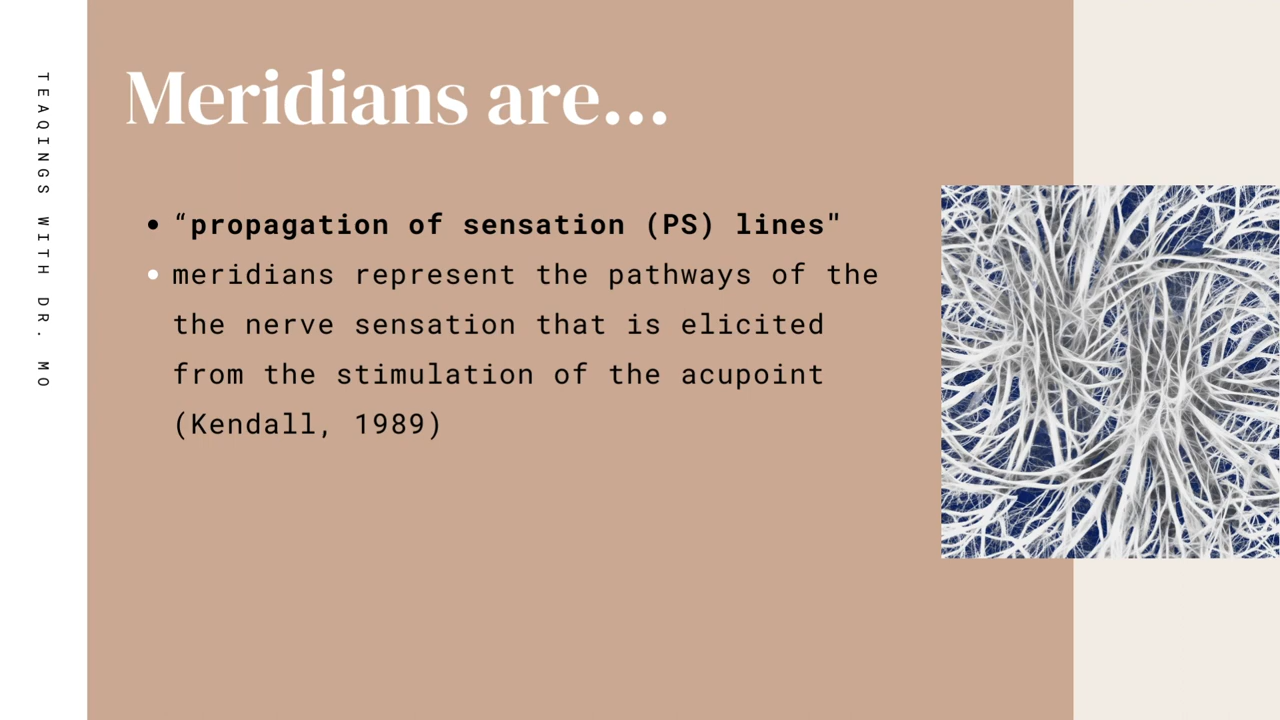 TEAQINGS WITH DR. MO
Meridians are...
“propagation of sensation (PS) lines"
meridians represent the pathways of the
the nerve sensation that is elicited
from the stimulation of the acupoint
(Kendall, 1989)